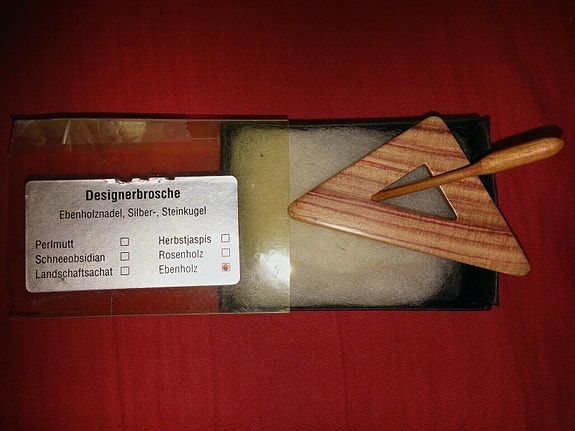 Designerbrosche
Ebenholznadel, Silber-, Steinkugel
Perlmutt
Schneeobsidian
Landschaftsachat
Herbstjaspis
Rosenholz
Ebenholz